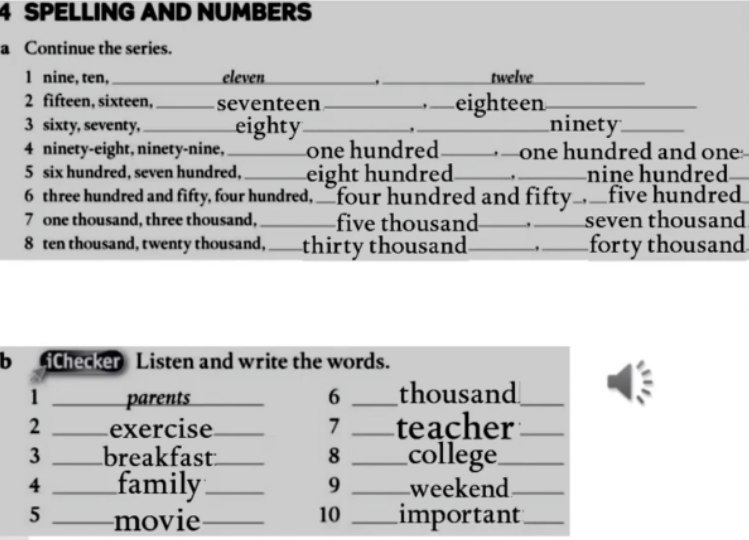 4 SPELLING AND NUMBERS
a Continue the series.
1 nine, ten, eleven, twelve
2 fifteen, sixteen, seventeen, eighteen
3 sixty, seventy, eighty, ninety
4 ninety-eight, ninety-nine, one hundred, one hundred and one
5 six hundred, seven hundred, eight hundred, nine hundred
6 three hundred and fifty, four hundred, four hundred and fifty, five hundred
7 one thousand, three thousand, five thousand, seven thousand
8 ten thousand, twenty thousand, thirty thousand, forty thousand
b iChecker Listen and write the words.
1 parents 6 thousand
2 exercise 7 teacher
3 breakfast 8 college
4 family 9 weekend
5 movie 10 important